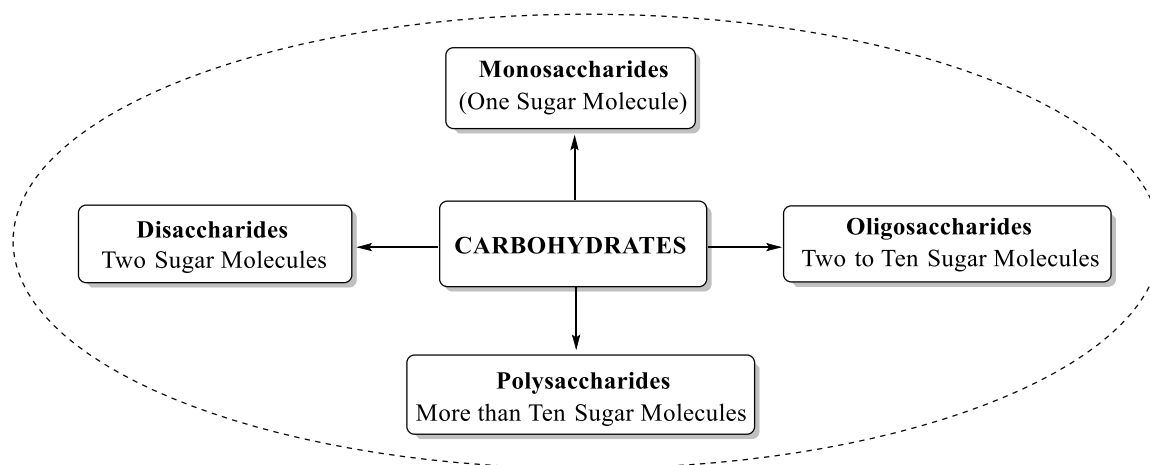 Monosaccharides
(One Sugar Molecule)
Disaccharides
Two Sugar Molecules
CARBOHYDRATES
Oligosaccharides
Two to Ten Sugar Molecules
Polysaccharides
More than Ten Sugar Molecules